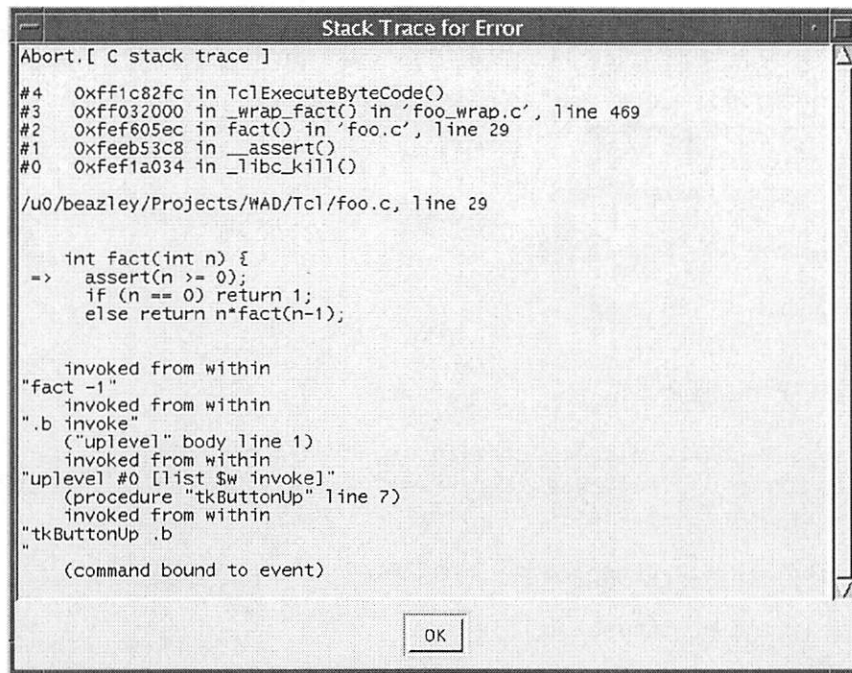 Stack Trace for Error
Abort.[ C stack trace ]
#4   0xff1c82fc in TclExecuteByteCode()
#3   0xff032000 in _wrap_fact() in 'foo_wrap.c', line 469
#2   0xfef605ec in fact() in 'foo.c', line 29
#1   0xfeeb53c8 in __assert()
#0   0xfef1a034 in _libc_kill()
/u0/beazley/Projects/WAD/Tcl/foo.c, line 29
int fact(int n) {
=>   assert(n >= 0);
if (n == 0) return 1;
else return n*fact(n-1);
invoked from within
"fact -1"
invoked from within
".b invoke"
("uplevel" body line 1)
invoked from within
"uplevel #0 [list $w invoke]"
(procedure "tkButtonUp" line 7)
invoked from within
"tkButtonUp .b
"
(command bound to event)
OK